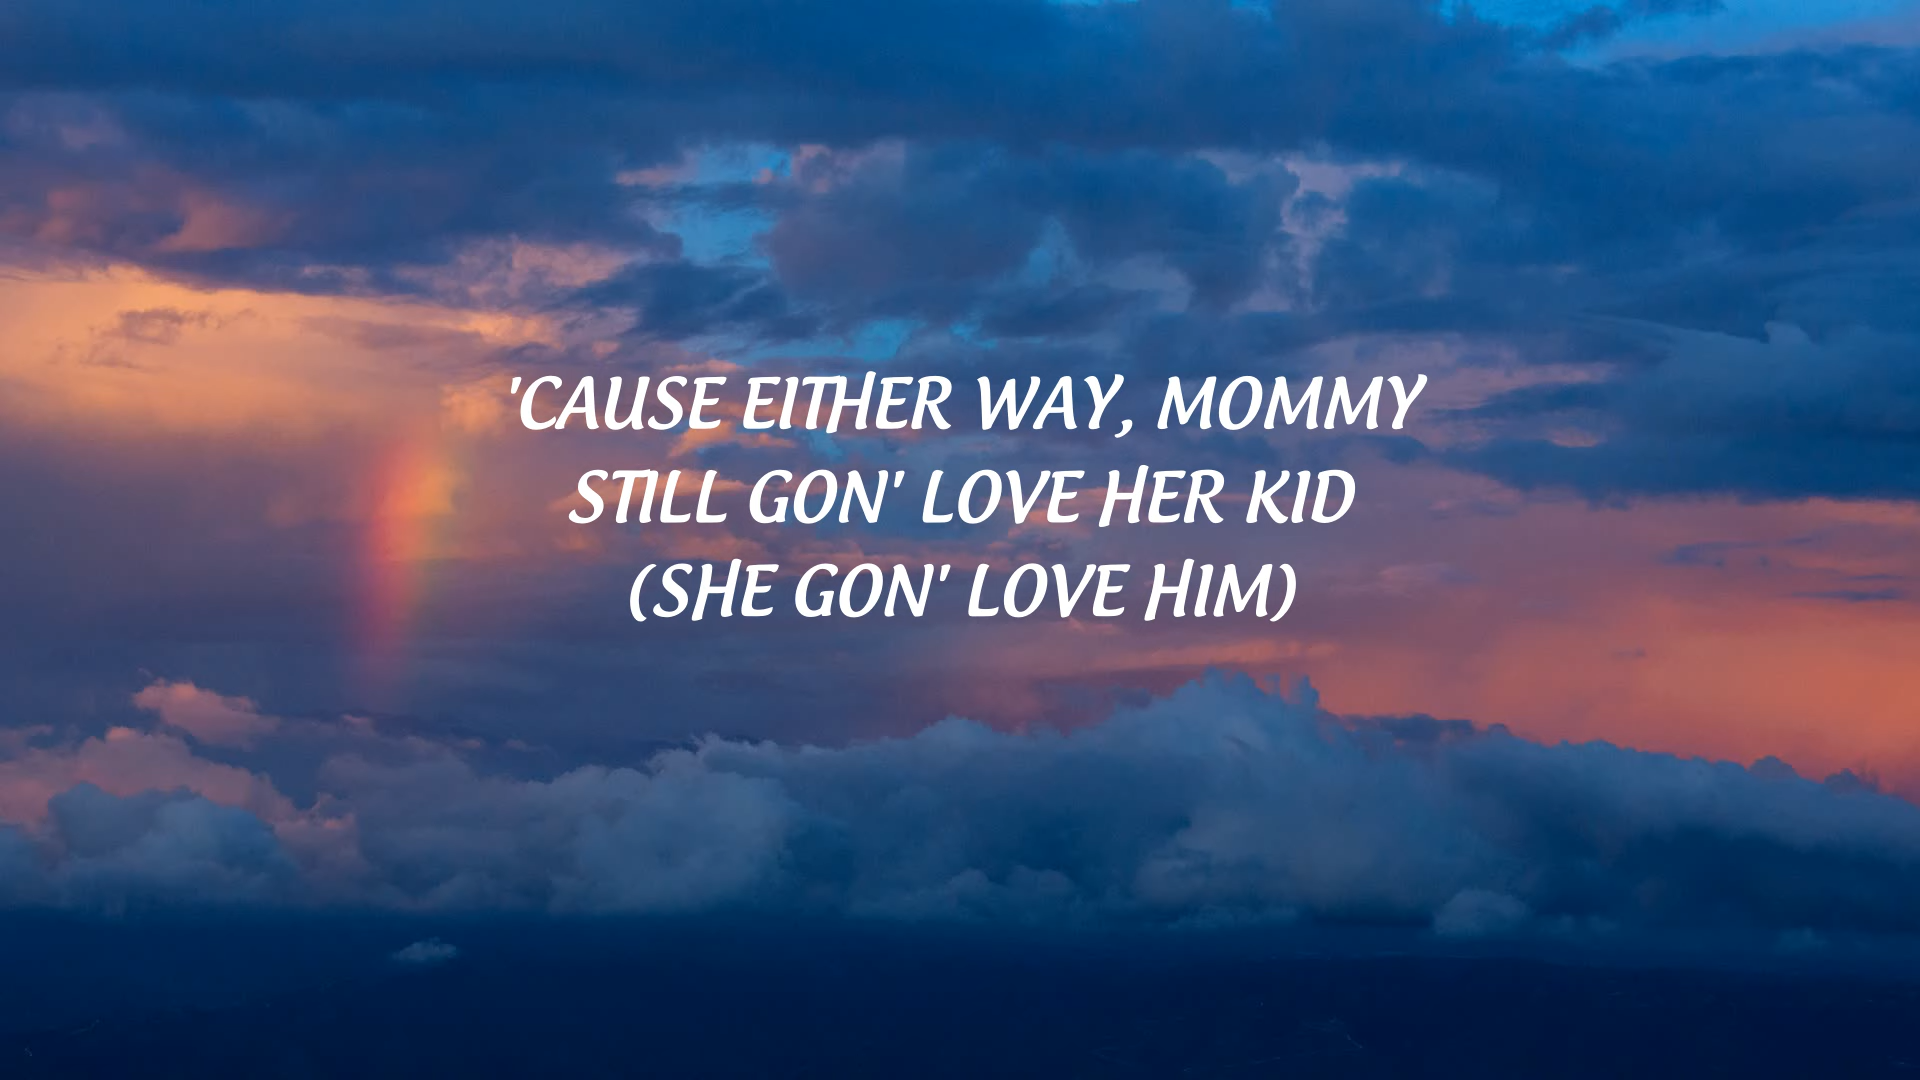 'CAUSE EITHER WAY, MOMMY
STILL GON' LOVE HER KID
(SHE GON' LOVE HIM)